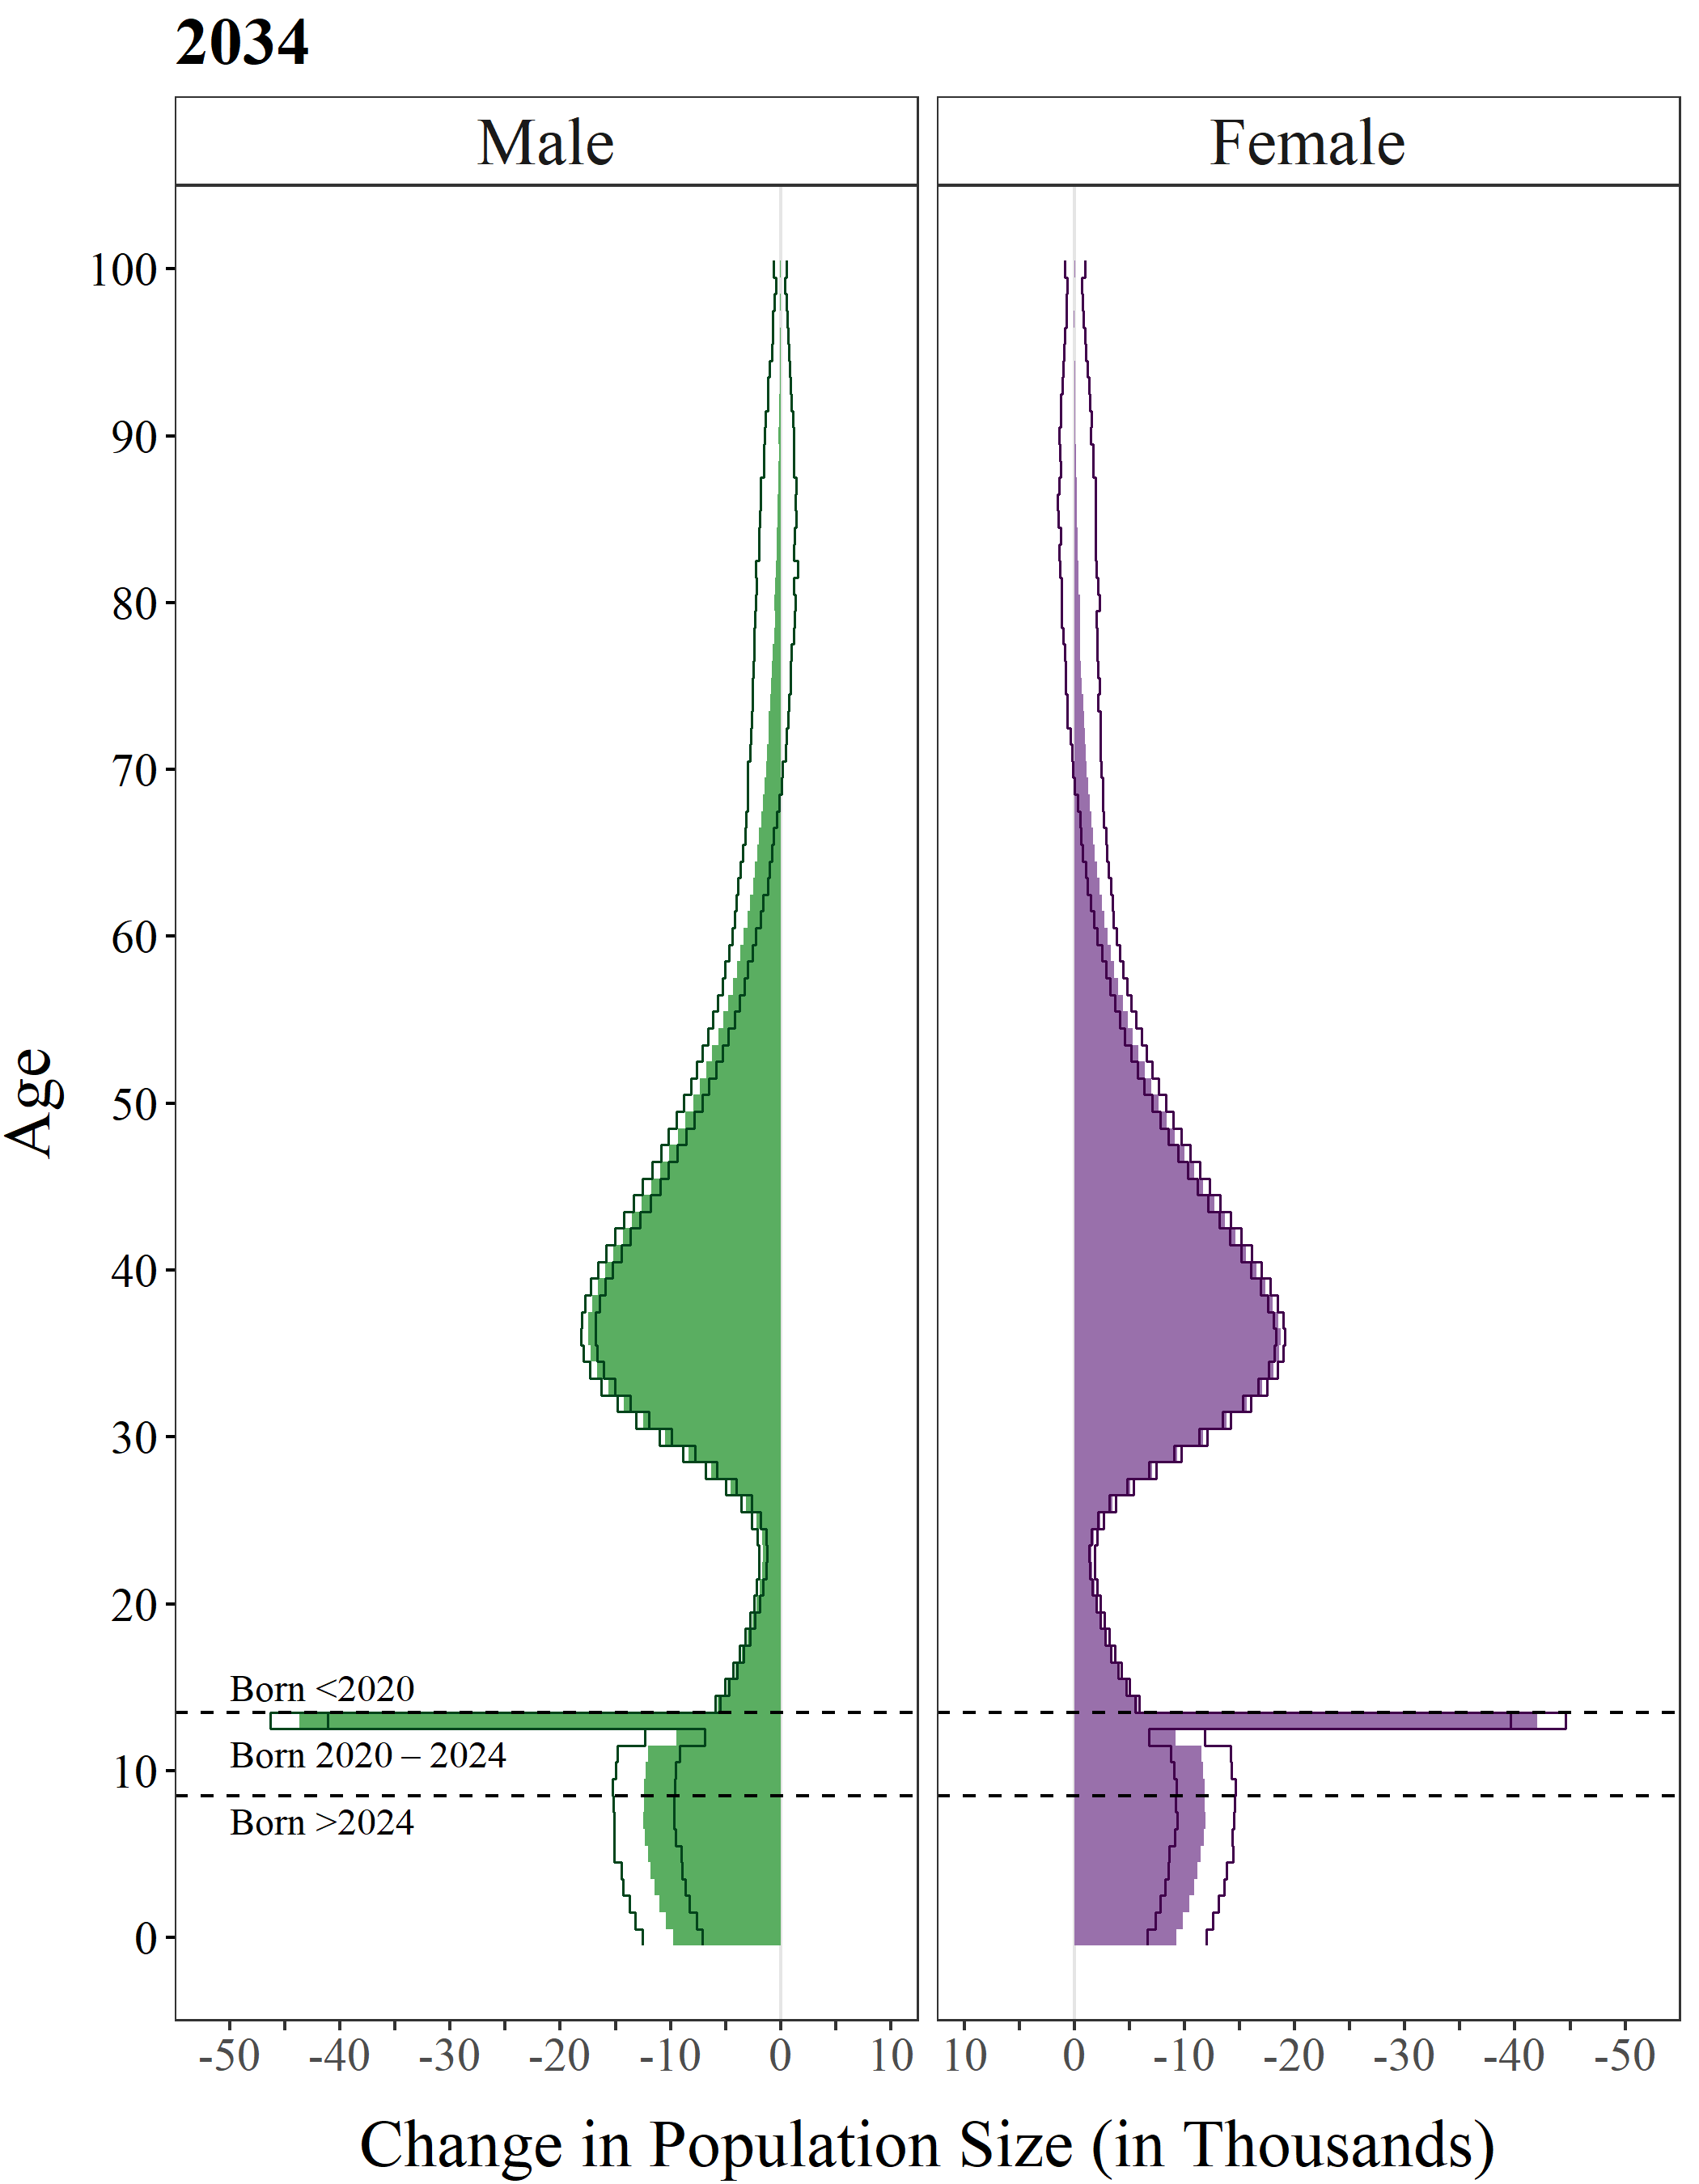 2034
Male
Female
100
90
80
70
60
50
40
30
20
10
0
Age
Born <2020
Born 2020 – 2024
Born >2024
-50 -40 -30 -20 -10 0 10
10 0 -10 -20 -30 -40 -50
Change in Population Size (in Thousands)